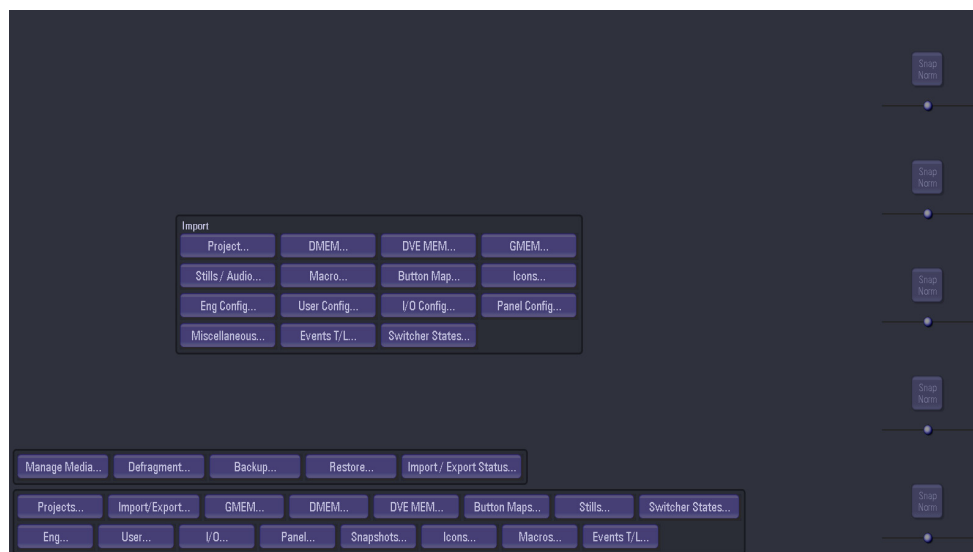 Snap
Norm
Snap
Norm
Import
Project... DMEM... DVE MEM... GMEM...
Stills / Audio... Macro... Button Map... Icons...
Snap
Norm
Eng Config... User Config... I/O Config... Panel Config...
Miscellaneous... Events T/L... Switcher States...
Snap
Norm
Manage Media... Defragment... Backup... Restore... Import / Export Status...
Snap
Norm
Projects... Import/Export... GMEM... DMEM... DVE MEM... Button Maps... Stills... Switcher States...
Eng... User... I/O... Panel... Snapshots... Icons... Macros... Events T/L...